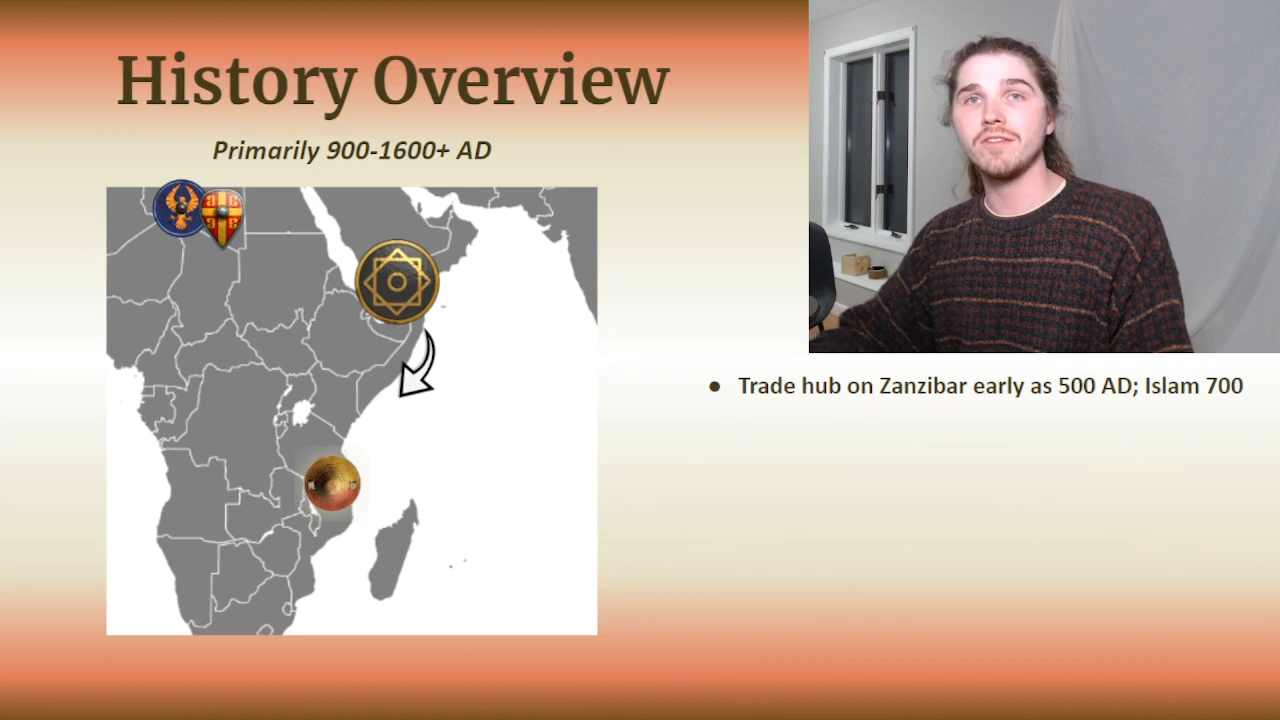 History Overview
Primarily 900-1600+ AD
● Trade hub on Zanzibar early as 500 AD; Islam 700